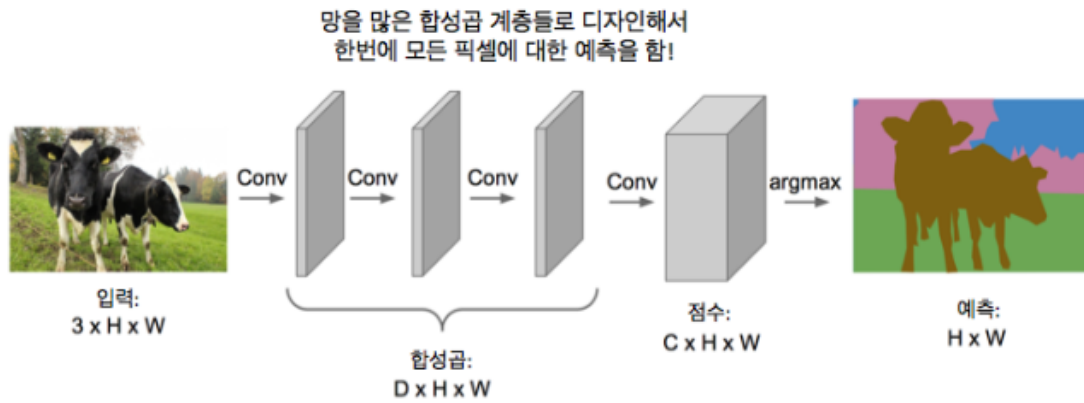 망을 많은 합성곱 계층들로 디자인해서
한번에 모든 픽셀에 대한 예측을 함!
Conv
Conv
Conv
Conv
argmax
입력:
3 x H x W
합성곱:
D x H x W
점수:
C x H x W
예측:
H x W